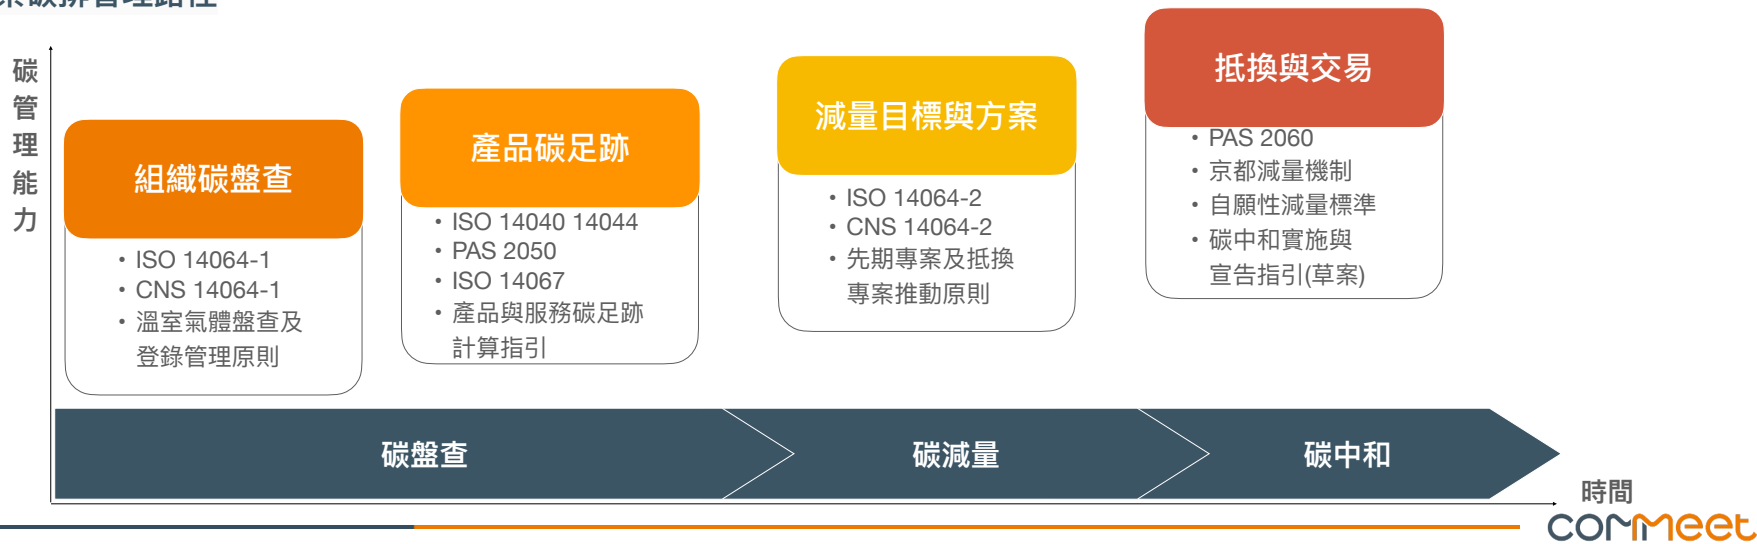 碳管理能力
組織碳盤查
• ISO 14064-1
• CNS 14064-1
• 溫室氣體盤查及
登錄管理原則
產品碳足跡
• ISO 14040 14044
• PAS 2050
• ISO 14067
• 產品與服務碳足跡
計算指引
減量目標與方案
• ISO 14064-2
• CNS 14064-2
• 先期專案及抵換
專案推動原則
抵換與交易
• PAS 2060
• 京都減量機制
• 自願性減量標準
• 碳中和實施與
宣告指引(草案)
碳盤查
碳減量
碳中和
時間
commeet